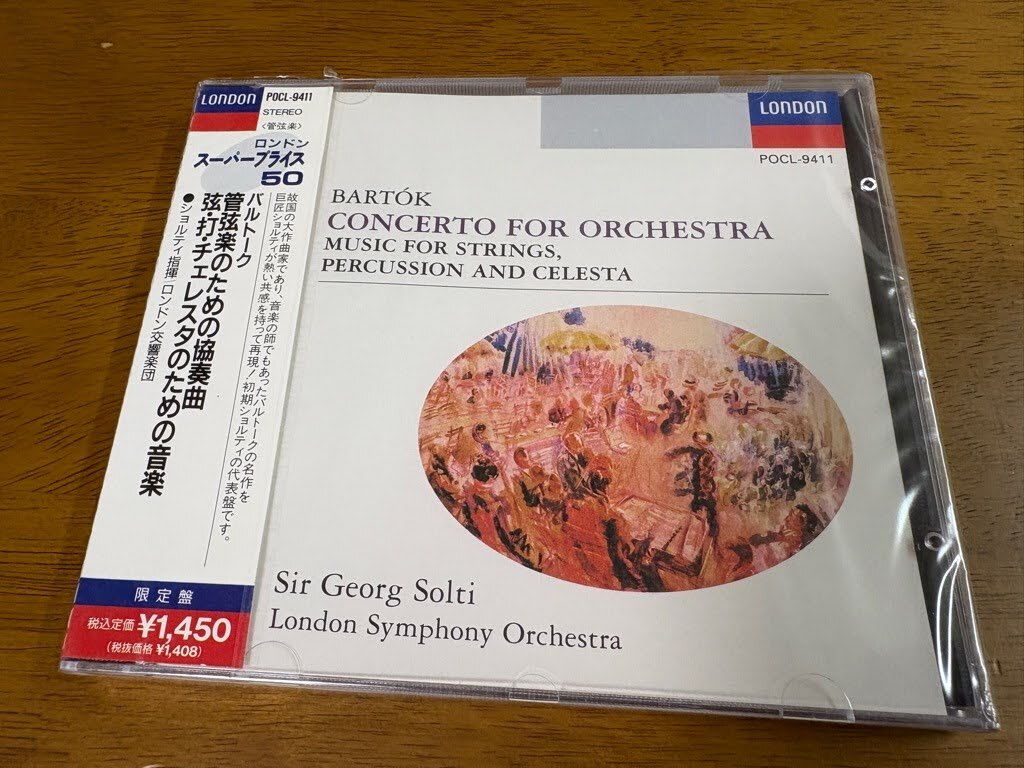 LONDON
POCL-9411
STEREO
〈管弦楽〉
ロンドン
スーパープライス
50
故国の大作曲家であり、音楽の師でもあったバルトークの名作を
巨匠ショルティが熱い共感を持って再現！初期ショルティの代表盤です。
バルトーク
管弦楽のための協奏曲
弦・打・チェレスタのための音楽
●ショルティ指揮/ロンドン交響楽団
限定盤
税込定価 ¥1,450
(税抜価格 ¥1,408)
LONDON
POCL-9411
BARTÓK
CONCERTO FOR ORCHESTRA
MUSIC FOR STRINGS,
PERCUSSION AND CELESTA
Sir Georg Solti
London Symphony Orchestra